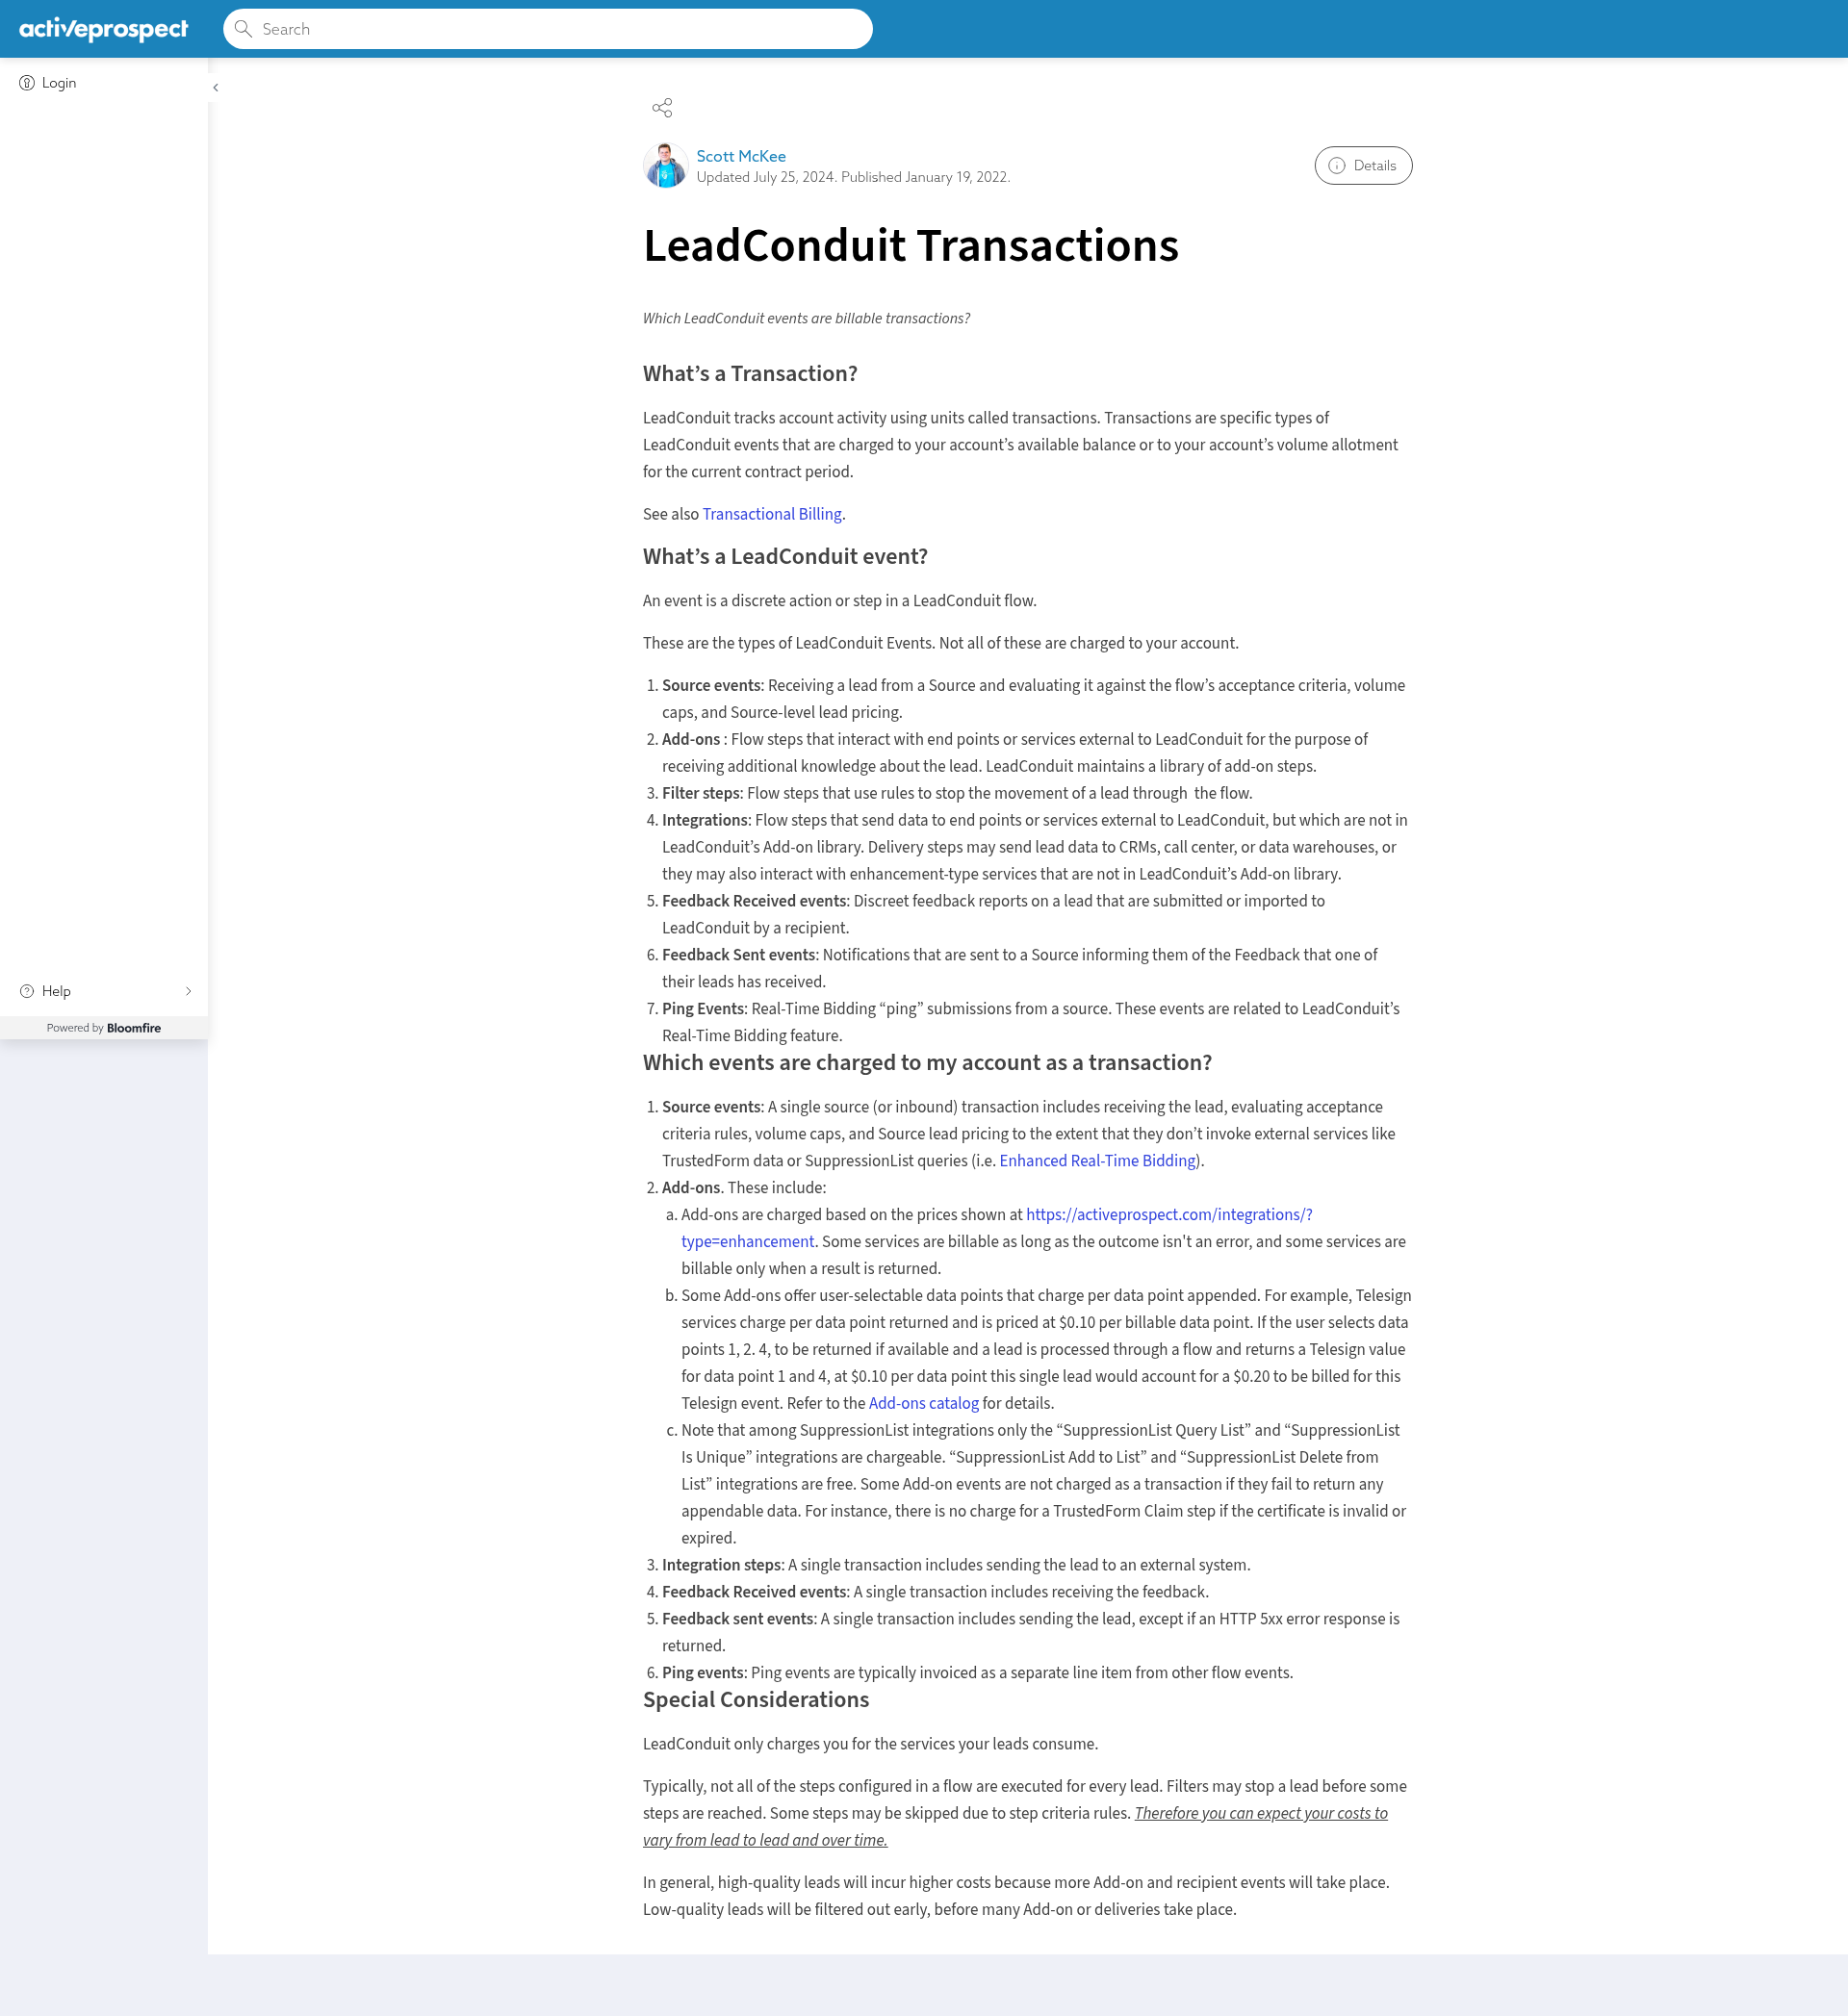 activeprospect
Search
Login
Scott McKee
Updated July 25, 2024. Published January 19, 2022.
Details
LeadConduit Transactions
Which LeadConduit events are billable transactions?
What’s a Transaction?
LeadConduit tracks account activity using units called transactions. Transactions are specific types of
LeadConduit events that are charged to your account’s available balance or to your account’s volume allotment
for the current contract period.
See also Transactional Billing.
What’s a LeadConduit event?
An event is a discrete action or step in a LeadConduit flow.
These are the types of LeadConduit Events. Not all of these are charged to your account.
1. Source events: Receiving a lead from a Source and evaluating it against the flow’s acceptance criteria, volume
caps, and Source-level lead pricing.
2. Add-ons : Flow steps that interact with end points or services external to LeadConduit for the purpose of
receiving additional knowledge about the lead. LeadConduit maintains a library of add-on steps.
3. Filter steps: Flow steps that use rules to stop the movement of a lead through  the flow.
4. Integrations: Flow steps that send data to end points or services external to LeadConduit, but which are not in
LeadConduit’s Add-on library. Delivery steps may send lead data to CRMs, call center, or data warehouses, or
they may also interact with enhancement-type services that are not in LeadConduit’s Add-on library.
5. Feedback Received events: Discreet feedback reports on a lead that are submitted or imported to
LeadConduit by a recipient.
6. Feedback Sent events: Notifications that are sent to a Source informing them of the Feedback that one of
their leads has received.
7. Ping Events: Real-Time Bidding “ping” submissions from a source. These events are related to LeadConduit’s
Real-Time Bidding feature.
Help
Powered by Bloomfire
Which events are charged to my account as a transaction?
1. Source events: A single source (or inbound) transaction includes receiving the lead, evaluating acceptance
criteria rules, volume caps, and Source lead pricing to the extent that they don’t invoke external services like
TrustedForm data or SuppressionList queries (i.e. Enhanced Real-Time Bidding).
2. Add-ons. These include:
a. Add-ons are charged based on the prices shown at https://activeprospect.com/integrations/?
type=enhancement. Some services are billable as long as the outcome isn't an error, and some services are
billable only when a result is returned.
b. Some Add-ons offer user-selectable data points that charge per data point appended. For example, Telesign
services charge per data point returned and is priced at $0.10 per billable data point. If the user selects data
points 1, 2. 4, to be returned if available and a lead is processed through a flow and returns a Telesign value
for data point 1 and 4, at $0.10 per data point this single lead would account for a $0.20 to be billed for this
Telesign event. Refer to the Add-ons catalog for details.
c. Note that among SuppressionList integrations only the “SuppressionList Query List” and “SuppressionList
Is Unique” integrations are chargeable. “SuppressionList Add to List” and “SuppressionList Delete from
List” integrations are free. Some Add-on events are not charged as a transaction if they fail to return any
appendable data. For instance, there is no charge for a TrustedForm Claim step if the certificate is invalid or
expired.
3. Integration steps: A single transaction includes sending the lead to an external system.
4. Feedback Received events: A single transaction includes receiving the feedback.
5. Feedback sent events: A single transaction includes sending the lead, except if an HTTP 5xx error response is
returned.
6. Ping events: Ping events are typically invoiced as a separate line item from other flow events.
Special Considerations
LeadConduit only charges you for the services your leads consume.
Typically, not all of the steps configured in a flow are executed for every lead. Filters may stop a lead before some
steps are reached. Some steps may be skipped due to step criteria rules. Therefore you can expect your costs to
vary from lead to lead and over time.
In general, high-quality leads will incur higher costs because more Add-on and recipient events will take place.
Low-quality leads will be filtered out early, before many Add-on or deliveries take place.